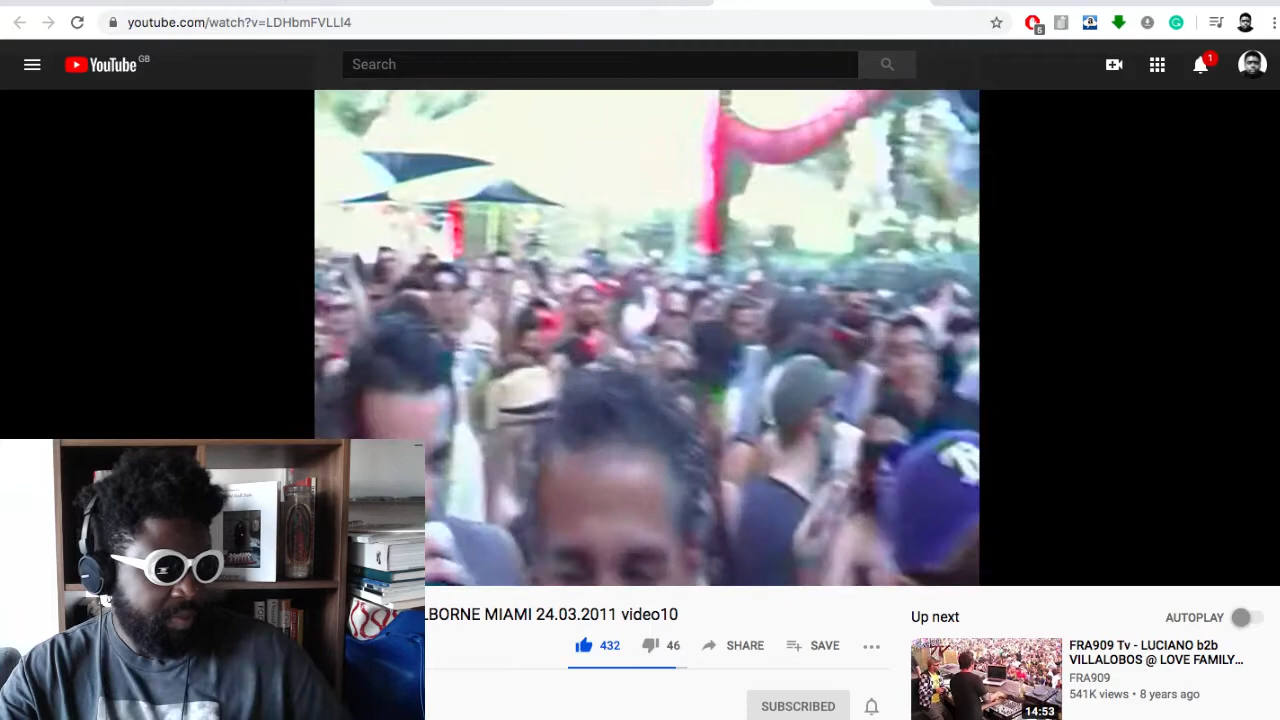 youtube.com/watch?v=LDHbmFVLLl4
5
YouTube GB
Search
1
LBORNE MIAMI 24.03.2011 video10
432
46
SHARE
SAVE
SUBSCRIBED
Up next
AUTOPLAY
FRA909 Tv - LUCIANO b2b
VILLALOBOS @ LOVE FAMILY...
FRA909
541K views • 8 years ago
14:53